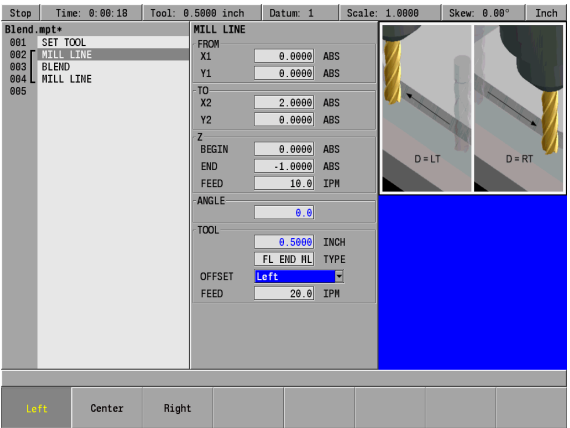 Stop Time: 0:00:18 Tool: 0.5000 inch Datum: 1 Scale: 1.0000 Skew: 0.00° Inch
Blend.mpt*
001 SET TOOL
002 MILL LINE
003 BLEND
004 MILL LINE
005
MILL LINE
FROM
X1 0.0000 ABS
Y1 0.0000 ABS
TO
X2 2.0000 ABS
Y2 0.0000 ABS
Z
BEGIN 0.0000 ABS
END -1.0000 ABS
FEED 10.0 IPM
ANGLE
0.0
TOOL
0.5000 INCH
FL END ML TYPE
OFFSET Left
FEED 20.0 IPM
D = LT D = RT
Left Center Right